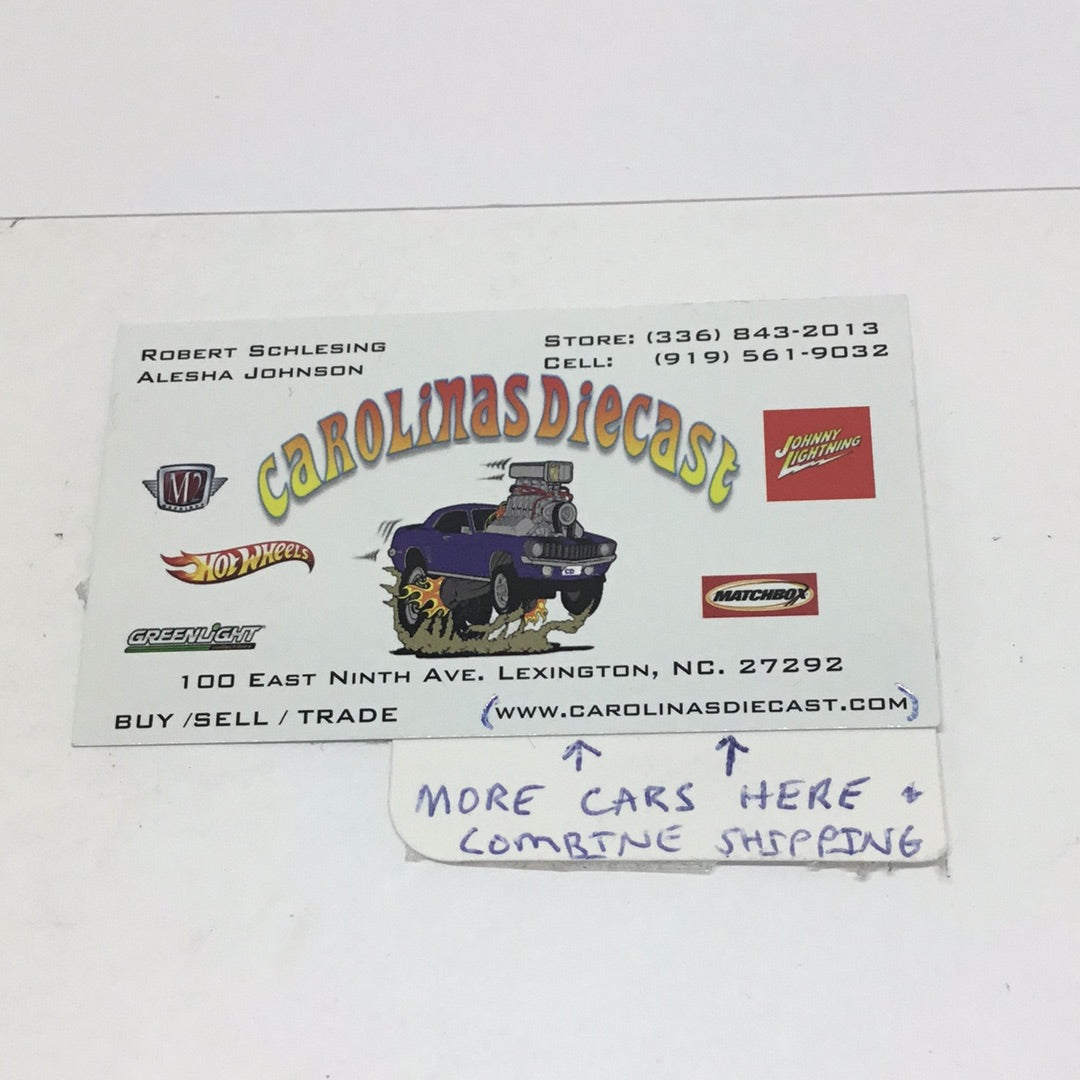 ROBERT SCHLESING
ALESHA JOHNSON
STORE: (336) 843-2013
CELL: (919) 561-9032
CAROLINAS DIECAST
M2
JOHNNY
LIGHTNING
HOT WHEELS
MATCHBOX
GREENLIGHT
CD
100 EAST NINTH AVE. LEXINGTON, NC. 27292
BUY /SELL / TRADE
(WWW.CAROLINASDIECAST.COM)
↑ ↑
MORE CARS HERE +
COMBINE SHIPPING